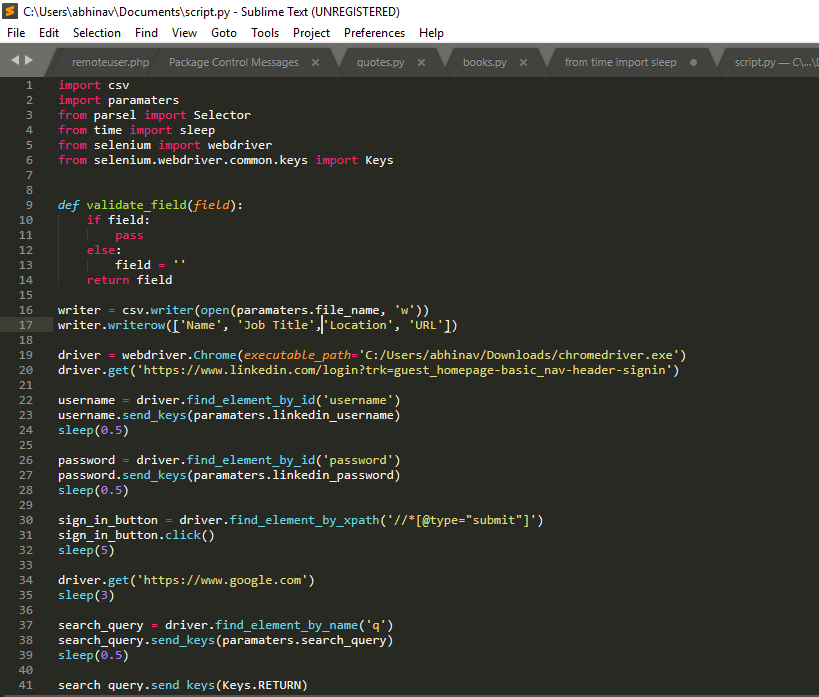 C:\Users\abhinav\Documents\script.py - Sublime Text (UNREGISTERED)
File Edit Selection Find View Goto Tools Project Preferences Help
remoteuser.php Package Control Messages × quotes.py × books.py × from time import sleep script.py — C\...\D
1 import csv
2 import paramaters
3 from parsel import Selector
4 from time import sleep
5 from selenium import webdriver
6 from selenium.webdriver.common.keys import Keys
7
8
9 def validate_field(field):
10     if field:
11         pass
12     else:
13         field = ''
14     return field
15
16 writer = csv.writer(open(paramaters.file_name, 'w'))
17 writer.writerow(['Name', 'Job Title','Location', 'URL'])
18
19 driver = webdriver.Chrome(executable_path='C:/Users/abhinav/Downloads/chromedriver.exe')
20 driver.get('https://www.linkedin.com/login?trk=guest_homepage-basic_nav-header-signin')
21
22 username = driver.find_element_by_id('username')
23 username.send_keys(paramaters.linkedin_username)
24 sleep(0.5)
25
26 password = driver.find_element_by_id('password')
27 password.send_keys(paramaters.linkedin_password)
28 sleep(0.5)
29
30 sign_in_button = driver.find_element_by_xpath('//*[@type="submit"]')
31 sign_in_button.click()
32 sleep(5)
33
34 driver.get('https://www.google.com')
35 sleep(3)
36
37 search_query = driver.find_element_by_name('q')
38 search_query.send_keys(paramaters.search_query)
39 sleep(0.5)
40
41 search_query.send_keys(Keys.RETURN)